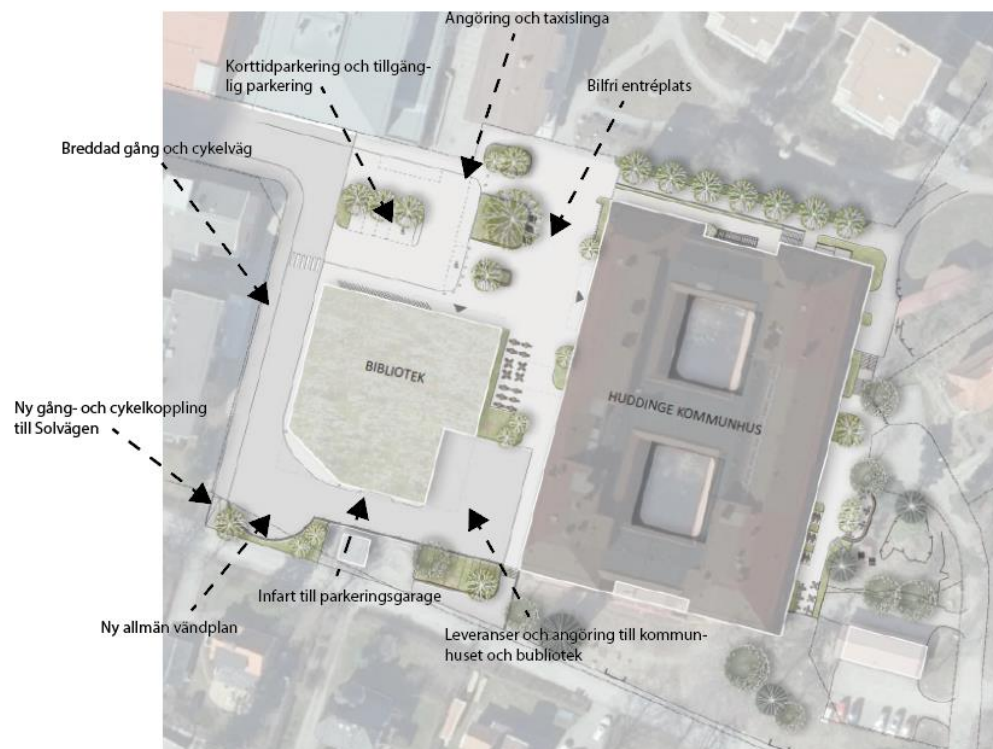 Angöring och taxislinga
Korttidparkering och tillgäng-
lig parkering
Bilfri entréplats
Breddad gång och cykelväg
BIBLIOTEK
HUDDINGE KOMMUNHUS
Ny gång- och cykelkoppling
till Solvägen
Infart till parkeringsgarage
Ny allmän vändplan
Leveranser och angöring till kommun-
huset och bubliotek